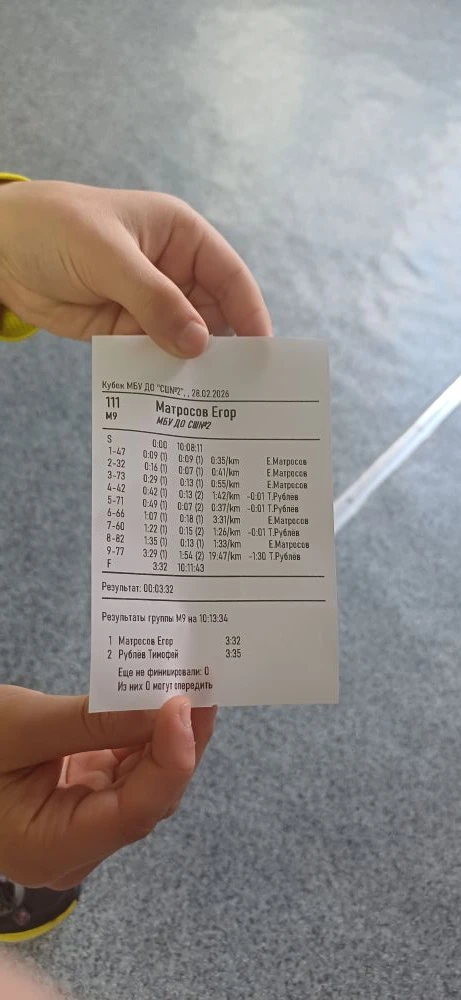 Кубок МБУ ДО "СШ№2", , 28.02.2026
111 Матросов Егор
М9 МБУ ДО СШ№2
S 0:00 10:08:11
1-47 0:09 (1) 0:09 (1) 0:35/km Е.Матросов
2-32 0:16 (1) 0:07 (1) 0:41/km Е.Матросов
3-73 0:29 (1) 0:13 (1) 0:55/km Е.Матросов
4-42 0:42 (1) 0:13 (2) 1:42/km -0:01 Т.Рублев
5-71 0:49 (1) 0:07 (2) 0:37/km -0:01 Т.Рублев
6-66 1:07 (1) 0:18 (1) 3:31/km Е.Матросов
7-60 1:22 (1) 0:15 (2) 1:26/km -0:01 Т.Рублев
8-82 1:35 (1) 0:13 (1) 1:33/km Е.Матросов
9-77 3:29 (1) 1:54 (2) 19:47/km -1:30 Т.Рублев
F 3:32 10:11:43
Результат: 00:03:32
Результаты группы М9 на 10:13:34
1 Матросов Егор 3:32
2 Рублев Тимофей 3:35
Еще не финишировали: 0
Из них 0 могут опередить